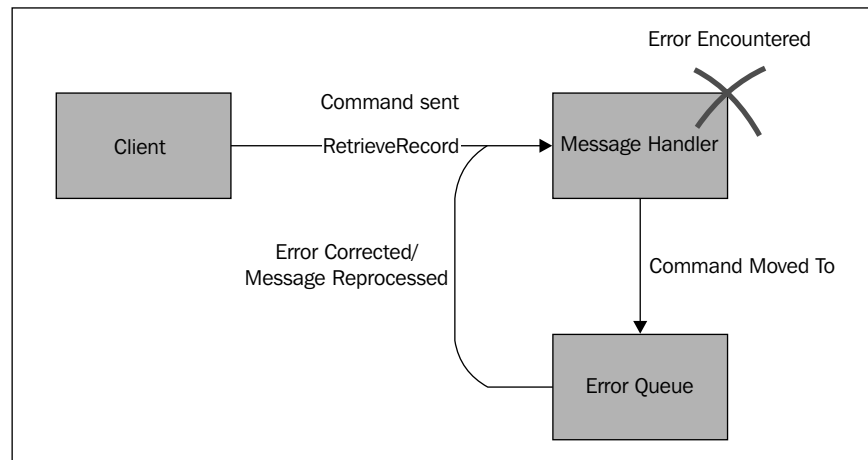 Error Encountered
Command sent
Client
RetrieveRecord
Message Handler
Error Corrected/
Message Reprocessed
Command Moved To
Error Queue